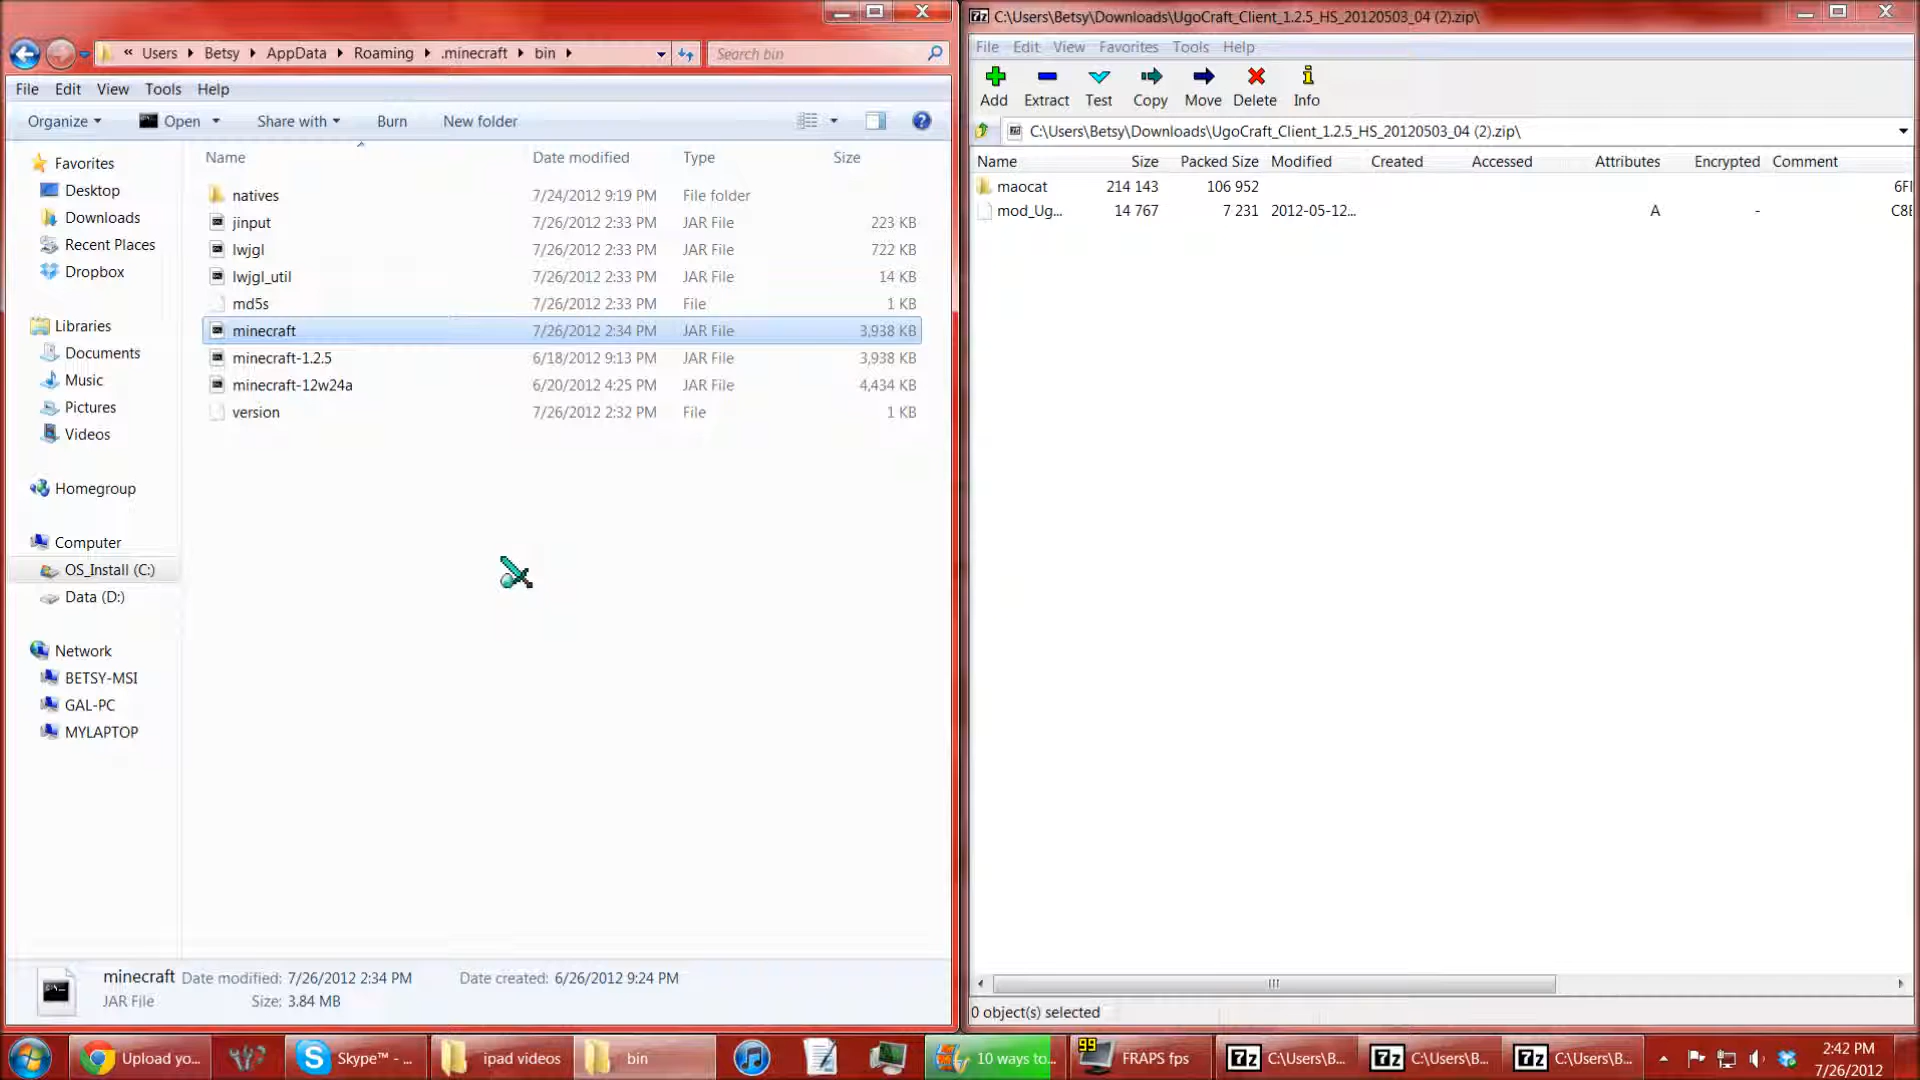 « Users Betsy AppData Roaming .minecraft bin
Search bin
File Edit View Tools Help
Organize Open Share with Burn New folder
Name Date modified Type Size
natives 7/24/2012 9:19 PM File folder
jinput 7/26/2012 2:33 PM JAR File 223 KB
lwjgl 7/26/2012 2:33 PM JAR File 722 KB
lwjgl_util 7/26/2012 2:33 PM JAR File 14 KB
md5s 7/26/2012 2:33 PM File 1 KB
minecraft 7/26/2012 2:34 PM JAR File 3,938 KB
minecraft-1.2.5 6/18/2012 9:13 PM JAR File 3,938 KB
minecraft-12w24a 6/20/2012 4:25 PM JAR File 4,434 KB
version 7/26/2012 2:32 PM File 1 KB
Favorites
Desktop
Downloads
Recent Places
Dropbox
Libraries
Documents
Music
Pictures
Videos
Homegroup
Computer
OS_Install (C:)
Data (D:)
Network
BETSY-MSI
GAL-PC
MYLAPTOP
minecraft Date modified: 7/26/2012 2:34 PM Date created: 6/26/2012 9:24 PM
JAR File Size: 3.84 MB
7z C:\Users\Betsy\Downloads\UgoCraft_Client_1.2.5_HS_20120503_04 (2).zip\
File Edit View Favorites Tools Help
Add Extract Test Copy Move Delete Info
C:\Users\Betsy\Downloads\UgoCraft_Client_1.2.5_HS_20120503_04 (2).zip\
Name Size Packed Size Modified Created Accessed Attributes Encrypted Comment
maocat 214 143 106 952 6F
mod_Ug... 14 767 7 231 2012-05-12... A - C8
0 object(s) selected
Upload yo... Skype™ - ... ipad videos bin 10 ways to... 99 FRAPS fps 7z C:\Users\B... 7z C:\Users\B... 7z C:\Users\B...
2:42 PM
7/26/2012